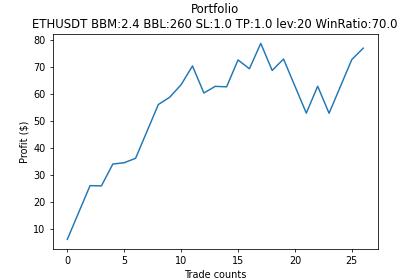 Portfolio
ETHUSDT BBM:2.4 BBL:260 SL:1.0 TP:1.0 lev:20 WinRatio:70.0
80
70
60
50
40
30
20
10
Profit ($)
0 5 10 15 20 25
Trade counts